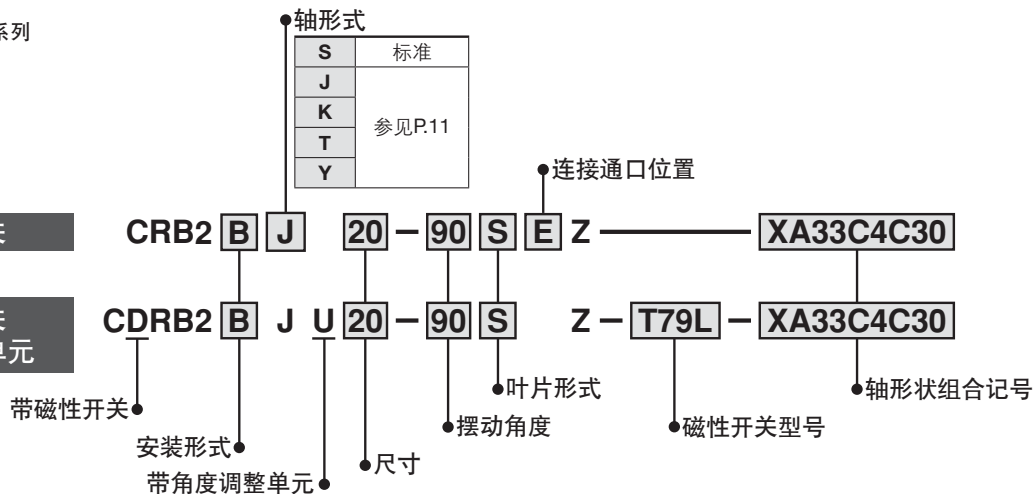 系列
轴形式
S 标准
J
K
T
Y
参见P.11
连接通口位置
CRB2 B J 20 – 90 S E Z XA33C4C30
CDRB2 B J U 20 – 90 S Z – T79L – XA33C4C30
单元
带磁性开关
安装形式
带角度调整单元
尺寸
摆动角度
叶片形式
磁性开关型号
轴形状组合记号